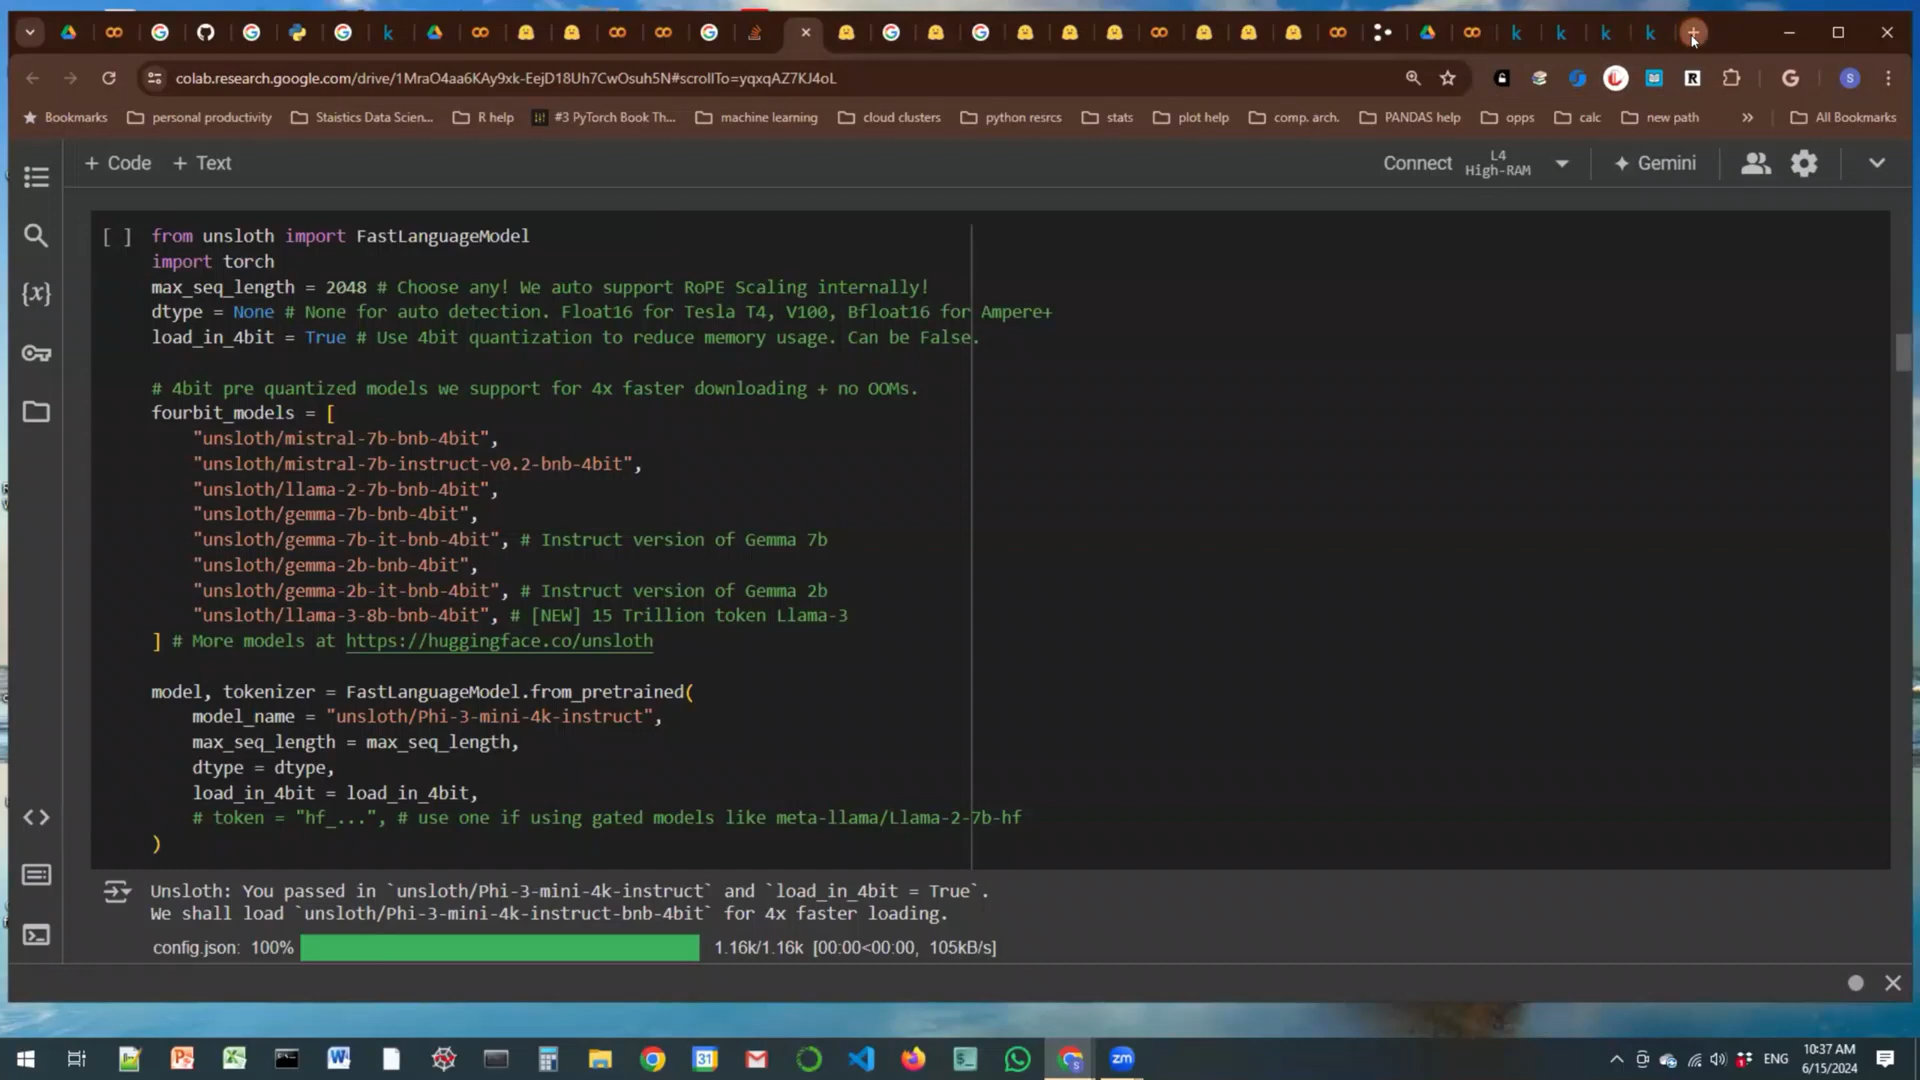 colab.research.google.com/drive/1MraO4aa6KAy9xk-EejD18Uh7CwOsuh5N#scrollTo=yqxqAZ7KJ4oL
Bookmarks personal productivity Staistics Data Scien... R help #3 PyTorch Book Th... machine learning cloud clusters python resrcs stats plot help comp. arch. PANDAS help opps calc new path » All Bookmarks
+ Code + Text Connect L4 High-RAM Gemini
[ ] from unsloth import FastLanguageModel
import torch
max_seq_length = 2048 # Choose any! We auto support RoPE Scaling internally!
dtype = None # None for auto detection. Float16 for Tesla T4, V100, Bfloat16 for Ampere+
load_in_4bit = True # Use 4bit quantization to reduce memory usage. Can be False.
# 4bit pre quantized models we support for 4x faster downloading + no OOMs.
fourbit_models = [
"unsloth/mistral-7b-bnb-4bit",
"unsloth/mistral-7b-instruct-v0.2-bnb-4bit",
"unsloth/llama-2-7b-bnb-4bit",
"unsloth/gemma-7b-bnb-4bit",
"unsloth/gemma-7b-it-bnb-4bit", # Instruct version of Gemma 7b
"unsloth/gemma-2b-bnb-4bit",
"unsloth/gemma-2b-it-bnb-4bit", # Instruct version of Gemma 2b
"unsloth/llama-3-8b-bnb-4bit", # [NEW] 15 Trillion token Llama-3
] # More models at https://huggingface.co/unsloth
model, tokenizer = FastLanguageModel.from_pretrained(
model_name = "unsloth/Phi-3-mini-4k-instruct",
max_seq_length = max_seq_length,
dtype = dtype,
load_in_4bit = load_in_4bit,
# token = "hf_...", # use one if using gated models like meta-llama/Llama-2-7b-hf
)
Unsloth: You passed in `unsloth/Phi-3-mini-4k-instruct` and `load_in_4bit = True`.
We shall load `unsloth/Phi-3-mini-4k-instruct-bnb-4bit` for 4x faster loading.
config.json: 100% 1.16k/1.16k [00:00<00:00, 105kB/s]
ENG 10:37 AM
6/15/2024